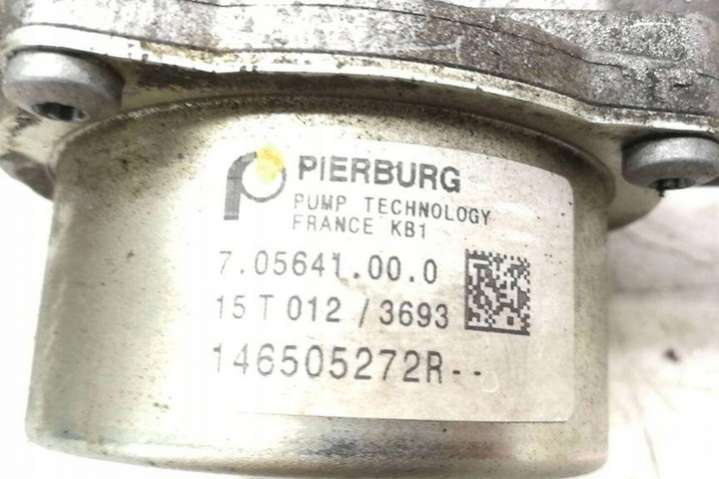 PIERBURG
PUMP TECHNOLOGY
FRANCE KB1
7.05641.00.0
15 T 012 / 3693
146505272R--